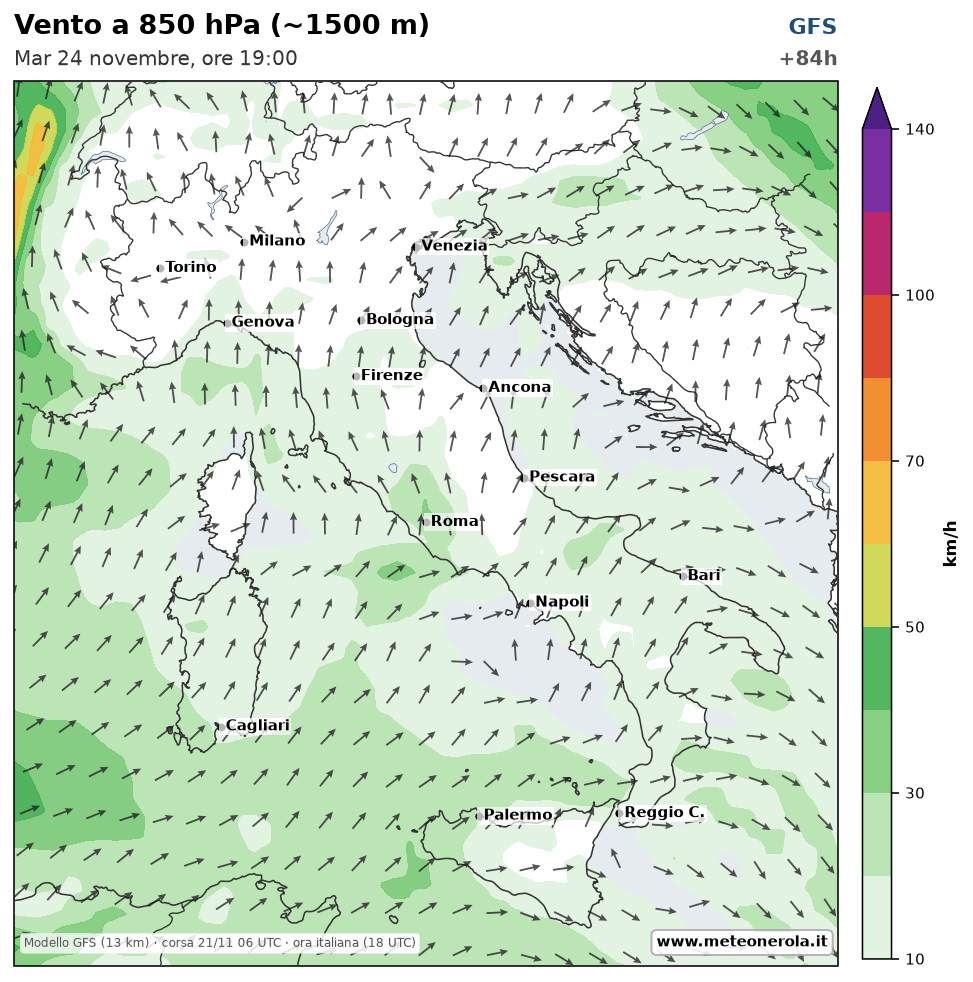 Vento a 850 hPa (~1500 m)
GFS
Mar 24 novembre, ore 19:00
+84h
140
Milano
Venezia
Torino
100
Genova
Bologna
Firenze
Ancona
70
Pescara
Roma
km/h
Bari
Napoli
50
Cagliari
30
Palermo
Reggio C.
Modello GFS (13 km) · corsa 21/11 06 UTC · ora italiana (18 UTC)
www.meteonerola.it
10